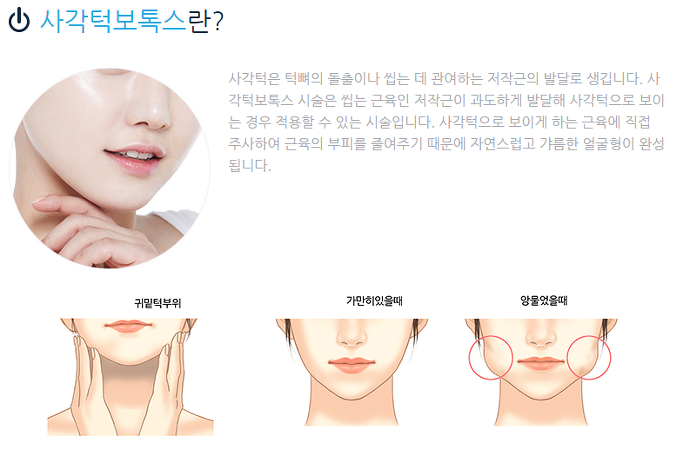 사각턱보톡스란?
사각턱은 턱뼈의 돌출이나 씹는 데 관여하는 저작근의 발달로 생깁니다. 사
각턱보톡스 시술은 씹는 근육인 저작근이 과도하게 발달해 사각턱으로 보이
는 경우 적용할 수 있는 시술입니다. 사각턱으로 보이게 하는 근육에 직접
주사하여 근육의 부피를 줄여주기 때문에 자연스럽고 갸름한 얼굴형이 완성
됩니다.
귀밑턱부위
가만히있을때
앙물었을때